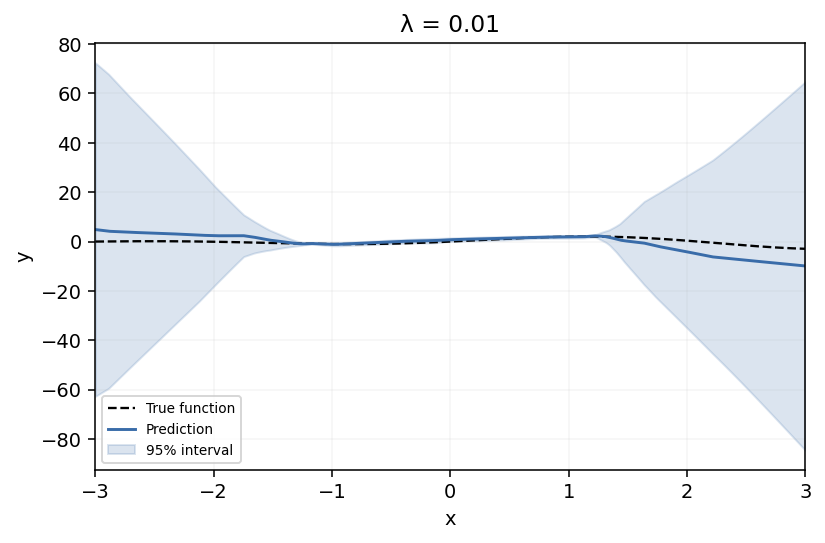 λ = 0.01
80
60
40
20
0
−20
−40
−60
−80
y
True function
Prediction
95% interval
−3 −2 −1 0 1 2 3
x